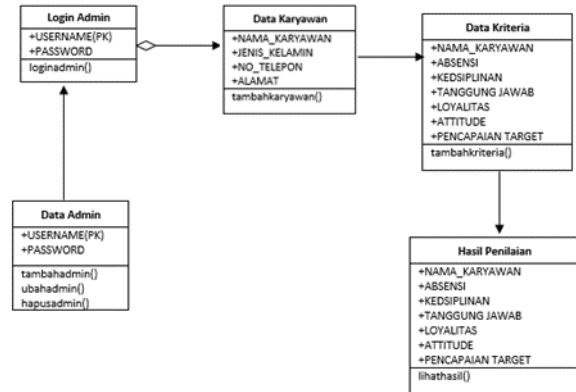 Login Admin
+USERNAME(PK)
+PASSWORD
loginadmin()
Data Karyawan
+NAMA_KARYAWAN
+JENIS_KELAMIN
+NO_TELEPON
+ALAMAT
tambahkaryawan()
Data Kriteria
+NAMA_KARYAWAN
+ABSENSI
+KEDSIPLINAN
+TANGGUNG JAWAB
+LOYALITAS
+ATTITUDE
+PENCAPAIAN TARGET
tambahkriteria()
Data Admin
+USERNAME(PK)
+PASSWORD
tambahadmin()
ubahadmin()
hapusadmin()
Hasil Penilaian
+NAMA_KARYAWAN
+ABSENSI
+KEDSIPLINAN
+TANGGUNG JAWAB
+LOYALITAS
+ATTITUDE
+PENCAPAIAN TARGET
lihathasil()